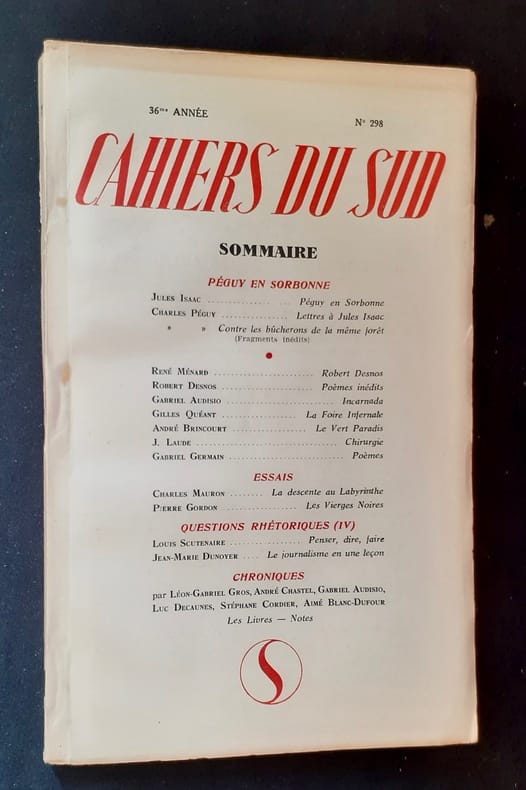 36me ANNÉE N° 298
CAHIERS DU SUD
SOMMAIRE
PÉGUY EN SORBONNE
JULES ISAAC .................. Péguy en Sorbonne
CHARLES PÉGUY ................ Lettres à Jules Isaac
» » Contre les bûcherons de la même forêt
(Fragments inédits)
RENÉ MÉNARD ...................... Robert Desnos
ROBERT DESNOS .................... Poèmes inédits
GABRIEL AUDISIO ...................... Incarnada
GILLES QUÉANT .................. La Foire Infernale
ANDRÉ BRINCOURT .................. Le Vert Paradis
J. LAUDE ............................ Chirurgie
GABRIEL GERMAIN ...................... Poèmes
ESSAIS
CHARLES MAURON ........ La descente au Labyrinthe
PIERRE GORDON .................. Les Vierges Noires
QUESTIONS RHÉTORIQUES (IV)
LOUIS SCUTENAIRE .................. Penser, dire, faire
JEAN-MARIE DUNOYER .... Le journalisme en une leçon
CHRONIQUES
par LÉON-GABRIEL GROS, ANDRÉ CHASTEL, GABRIEL AUDISIO,
LUC DECAUNES, STÉPHANE CORDIER, AIMÉ BLANC-DUFOUR
Les Livres — Notes
S